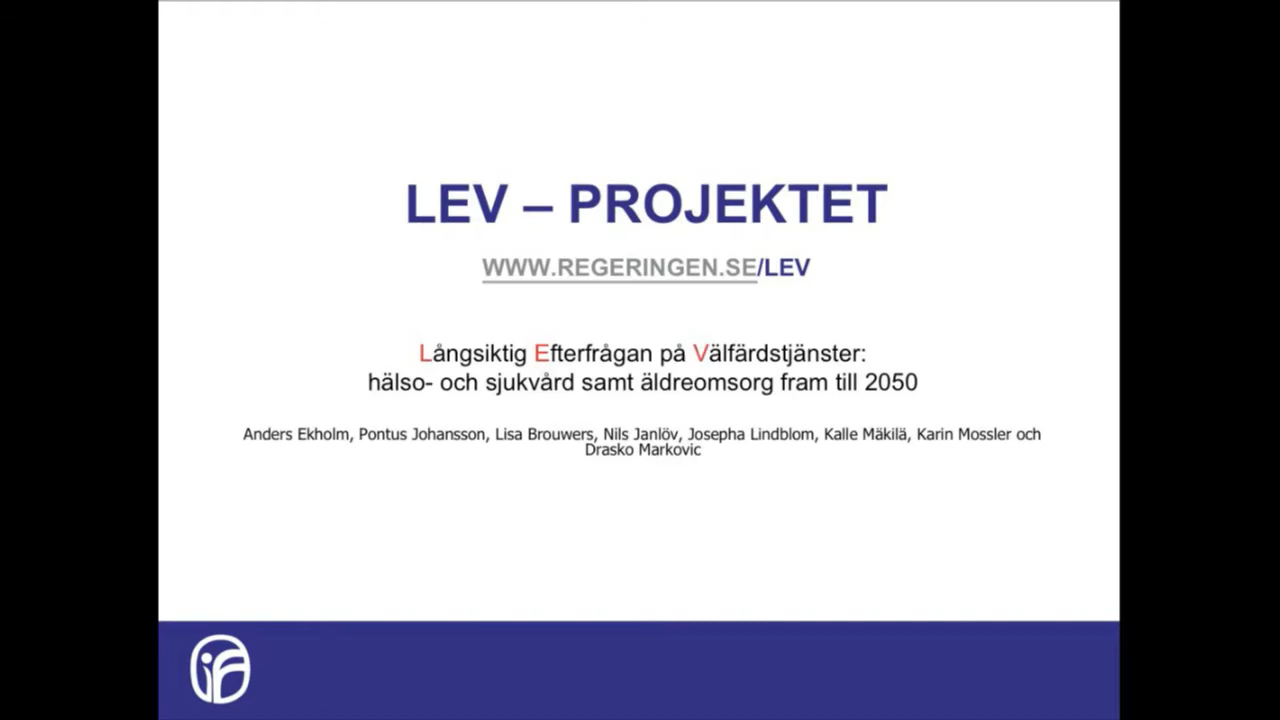 LEV – PROJEKTET
WWW.REGERINGEN.SE/LEV
Långsiktig Efterfrågan på Välfärdstjänster:
hälso- och sjukvård samt äldreomsorg fram till 2050
Anders Ekholm, Pontus Johansson, Lisa Brouwers, Nils Janlöv, Josepha Lindblom, Kalle Mäkilä, Karin Mossler och
Drasko Markovic